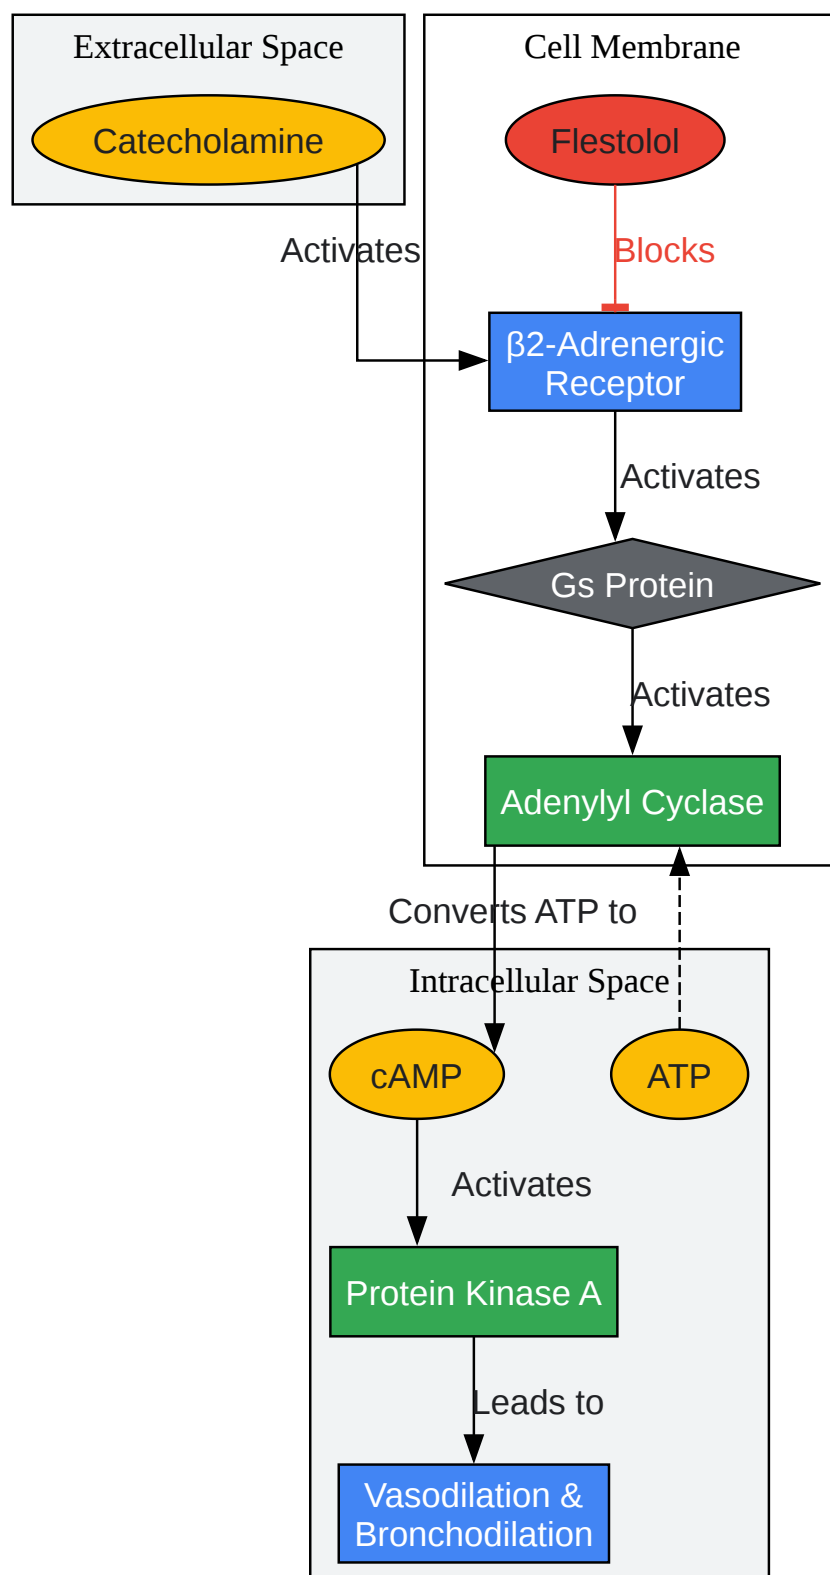 Extracellular Space
Cell Membrane
Catecholamine
Flestolol
Activates
Blocks
β2-Adrenergic
Receptor
Activates
Gs Protein
Activates
Adenylyl Cyclase
Converts ATP to
Intracellular Space
cAMP
ATP
Activates
Protein Kinase A
Leads to
Vasodilation &
Bronchodilation